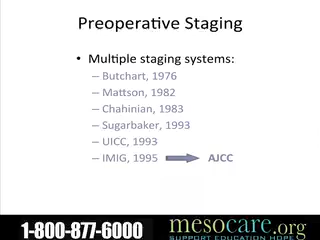 Preoperative Staging
• Multiple staging systems:
– Butchart, 1976
– Mattson, 1982
– Chahinian, 1983
– Sugarbaker, 1993
– UICC, 1993
– IMIG, 1995 AJCC
1-800-877-6000
mesocare.org
SUPPORT EDUCATION HOPE